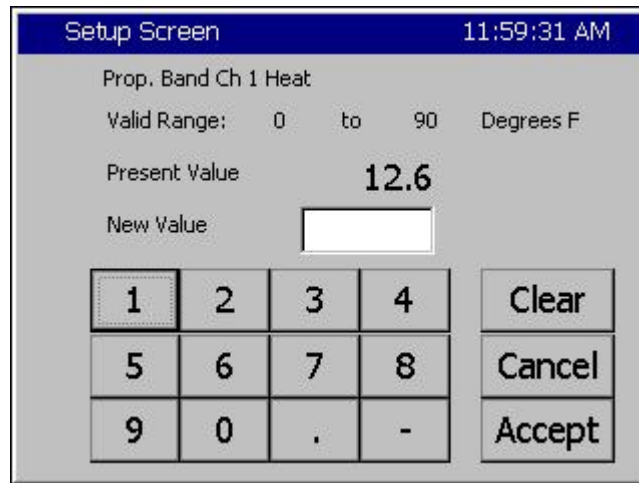 Setup Screen 11:59:31 AM
Prop. Band Ch 1 Heat
Valid Range: 0 to 90 Degrees F
Present Value 12.6
New Value
1 2 3 4 Clear
5 6 7 8 Cancel
9 0 . - Accept